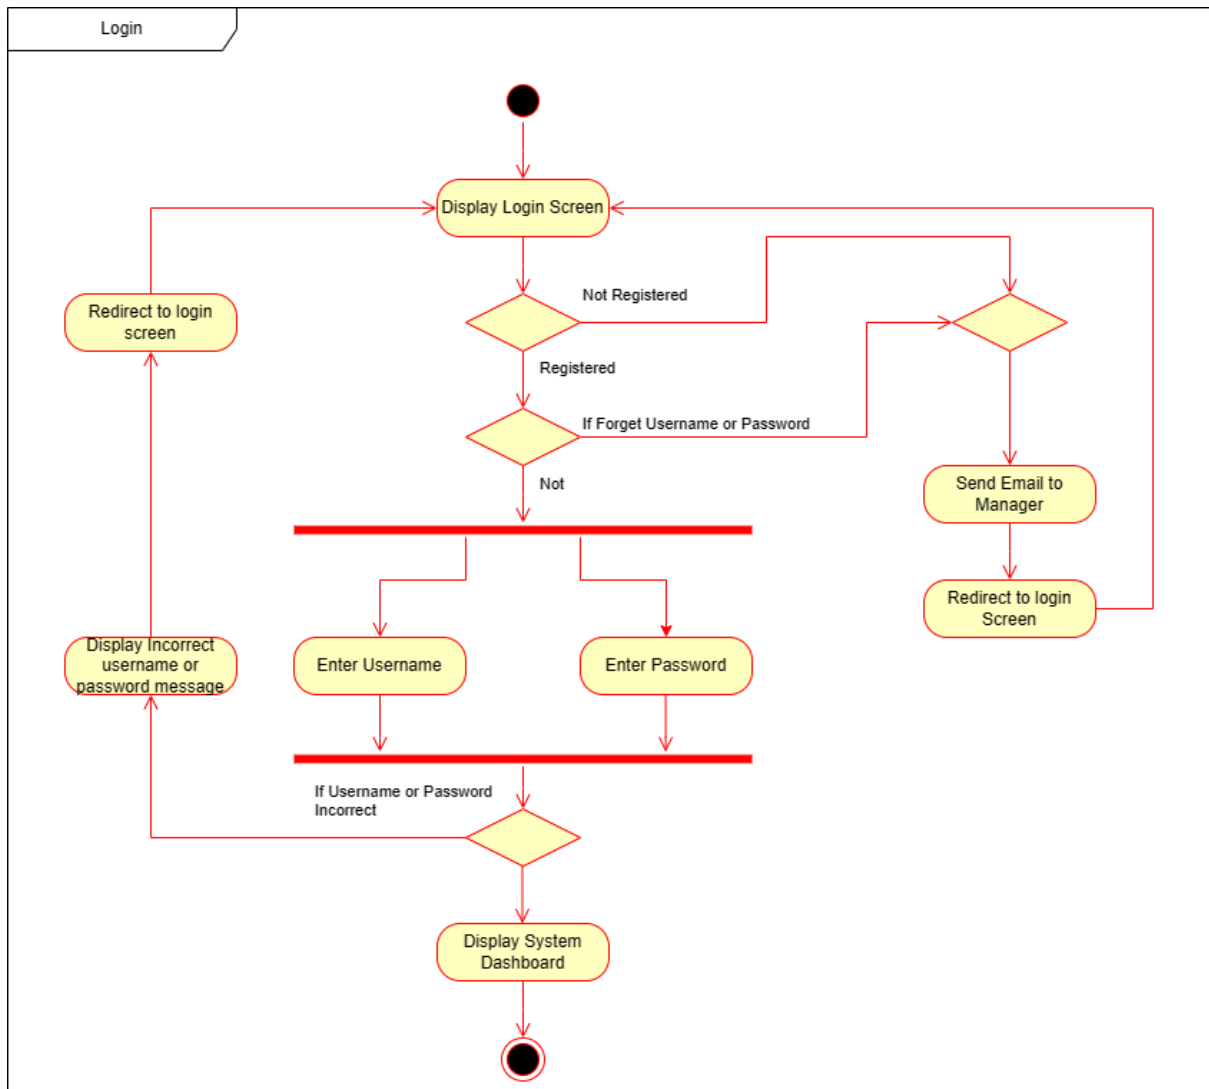 Login
Display Login Screen
Not Registered
Redirect to login
screen
Registered
If Forget Username or Password
Not
Send Email to
Manager
Redirect to login
Screen
Display Incorrect
username or
password message
Enter Username
Enter Password
If Username or Password
Incorrect
Display System
Dashboard